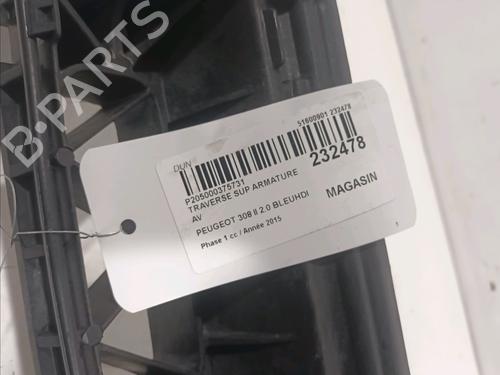 B-PARTS
DUN
51800901 232478
P205000375731
TRAVERSE SUP ARMATURE
AV
232478
PEUGEOT 308 II 2.0 BLEUHDI
MAGASIN
Phase 1 cc / Année 2015